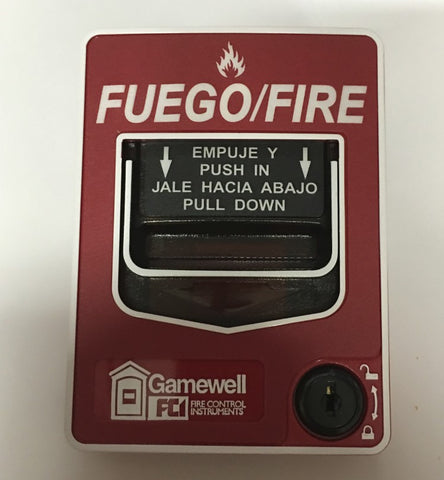 FUEGO/FIRE
EMPUJE Y
PUSH IN
JALE HACIA ABAJO
PULL DOWN
Gamewell
FCI FIRE CONTROL
INSTRUMENTS